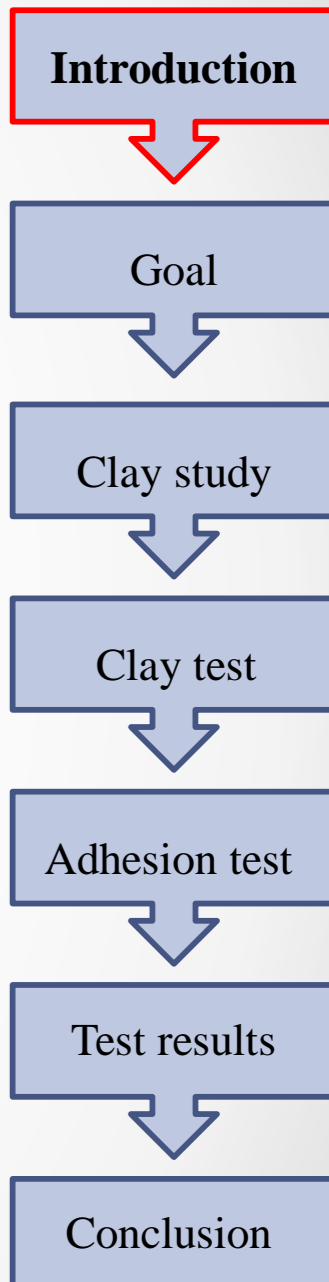 Introduction
Goal
Clay study
Clay test
Adhesion test
Test results
Conclusion